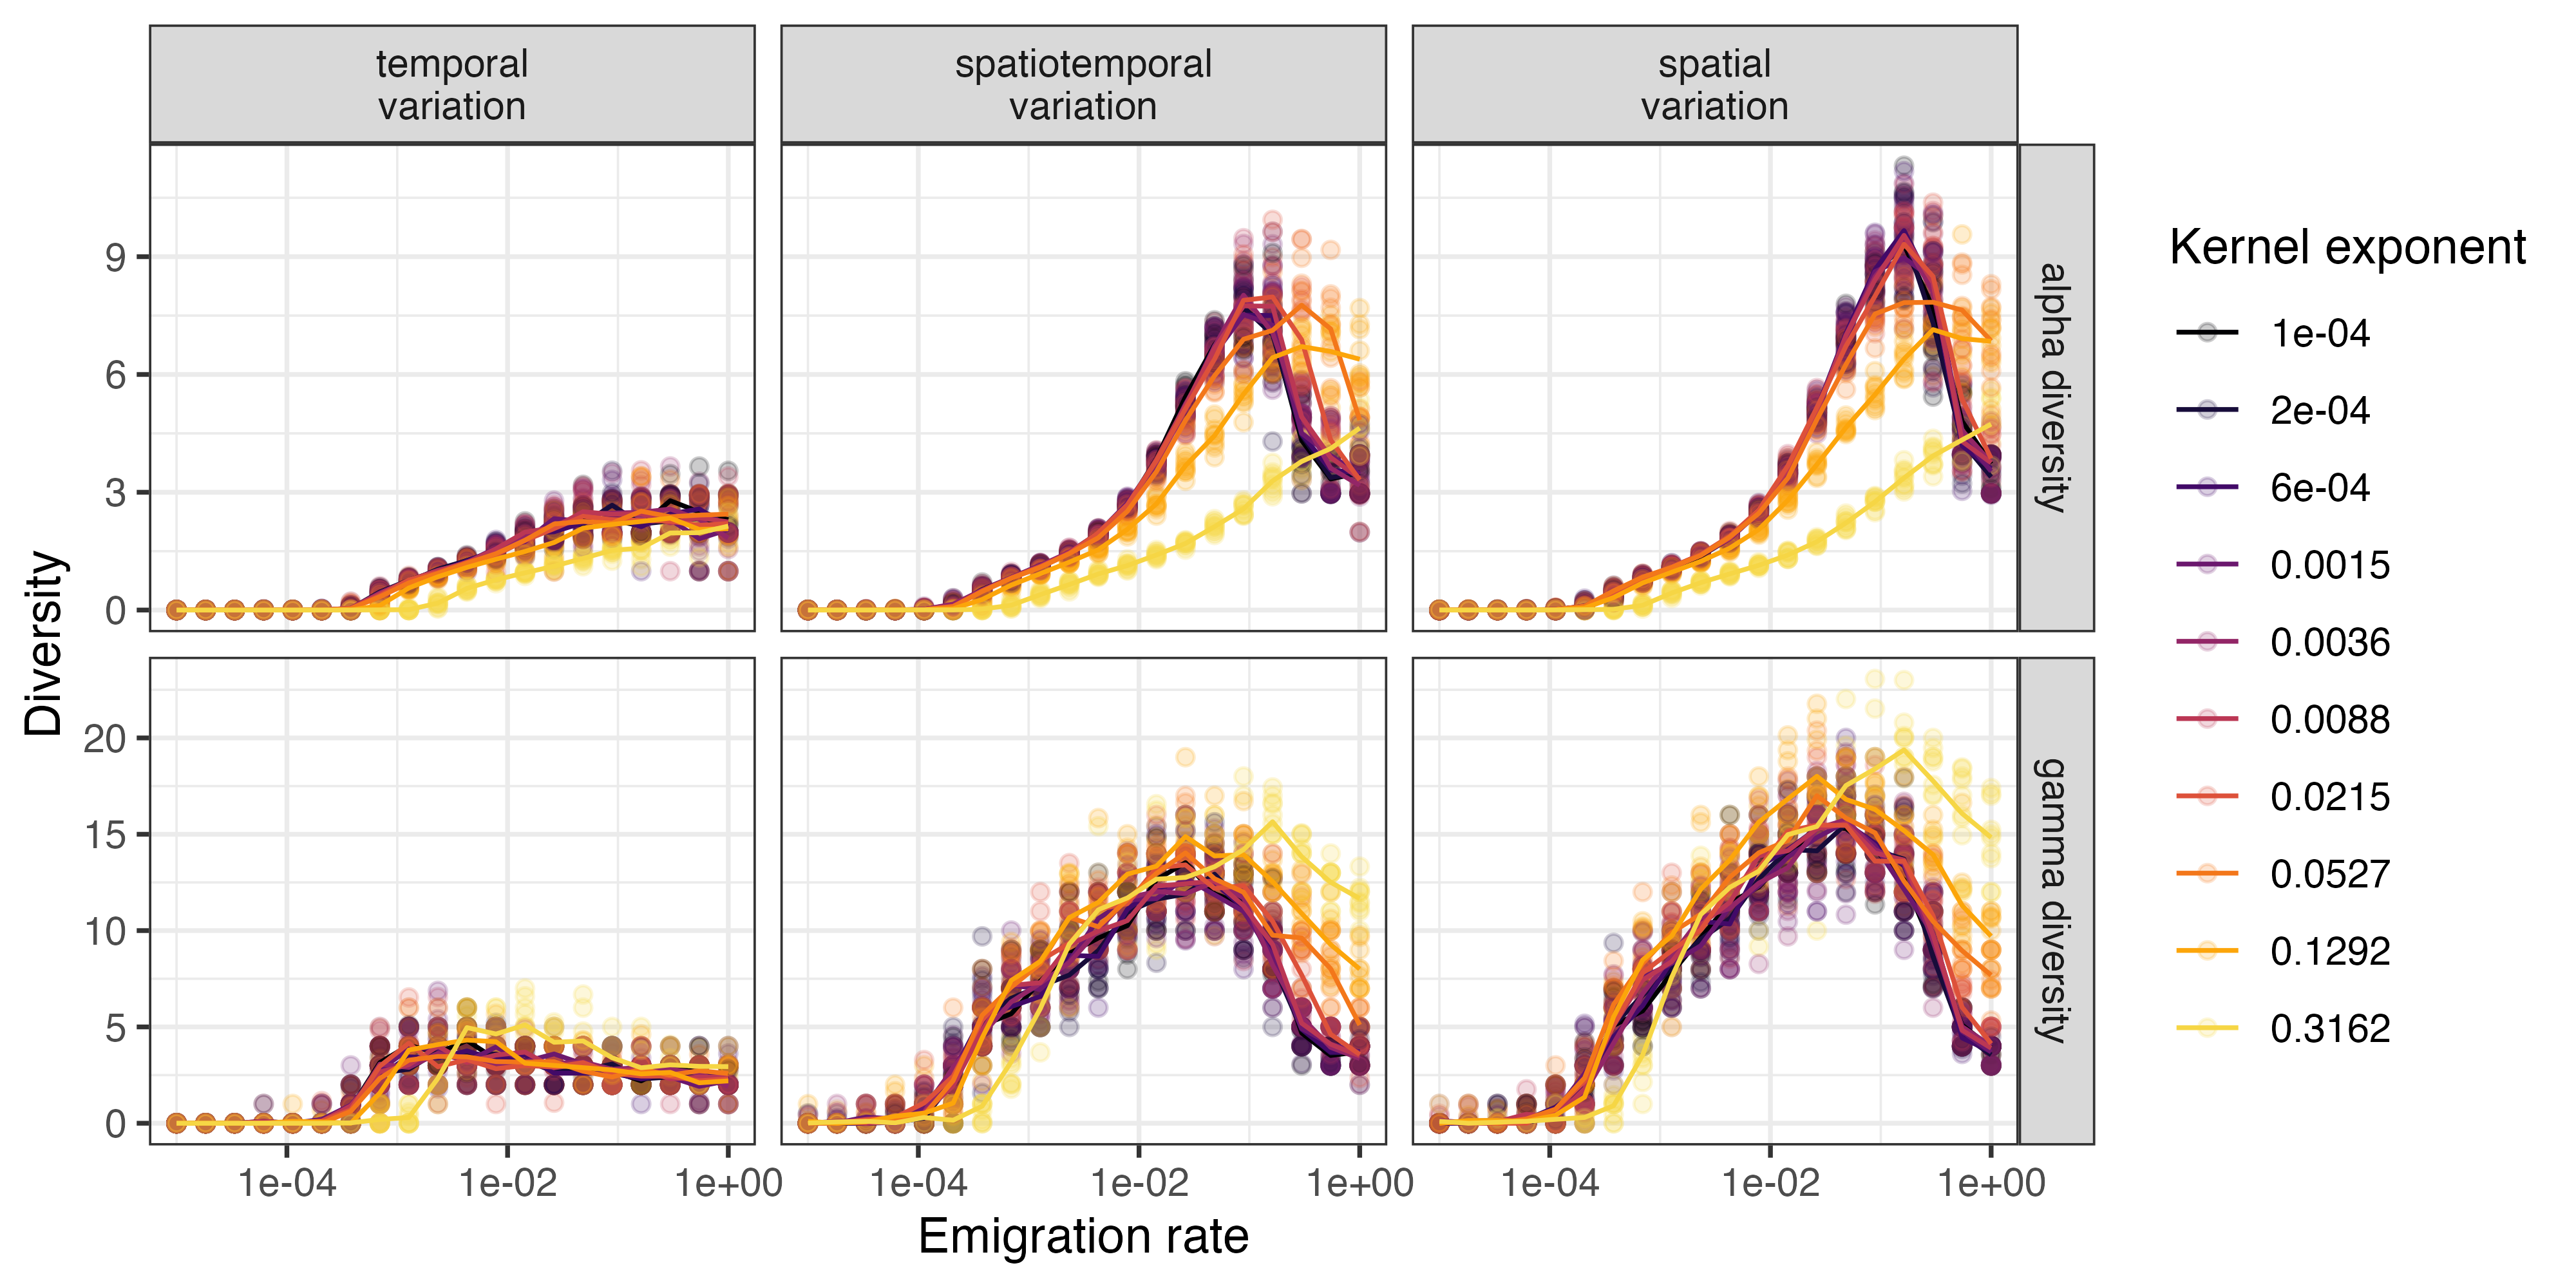 temporal
variation
spatiotemporal
variation
spatial
variation
Diversity
9
6
3
0
alpha diversity
20
15
10
5
0
gamma diversity
1e-04
1e-02
1e+00
1e-04
1e-02
1e+00
1e-04
1e-02
1e+00
Emigration rate
Kernel exponent
1e-04
2e-04
6e-04
0.0015
0.0036
0.0088
0.0215
0.0527
0.1292
0.3162